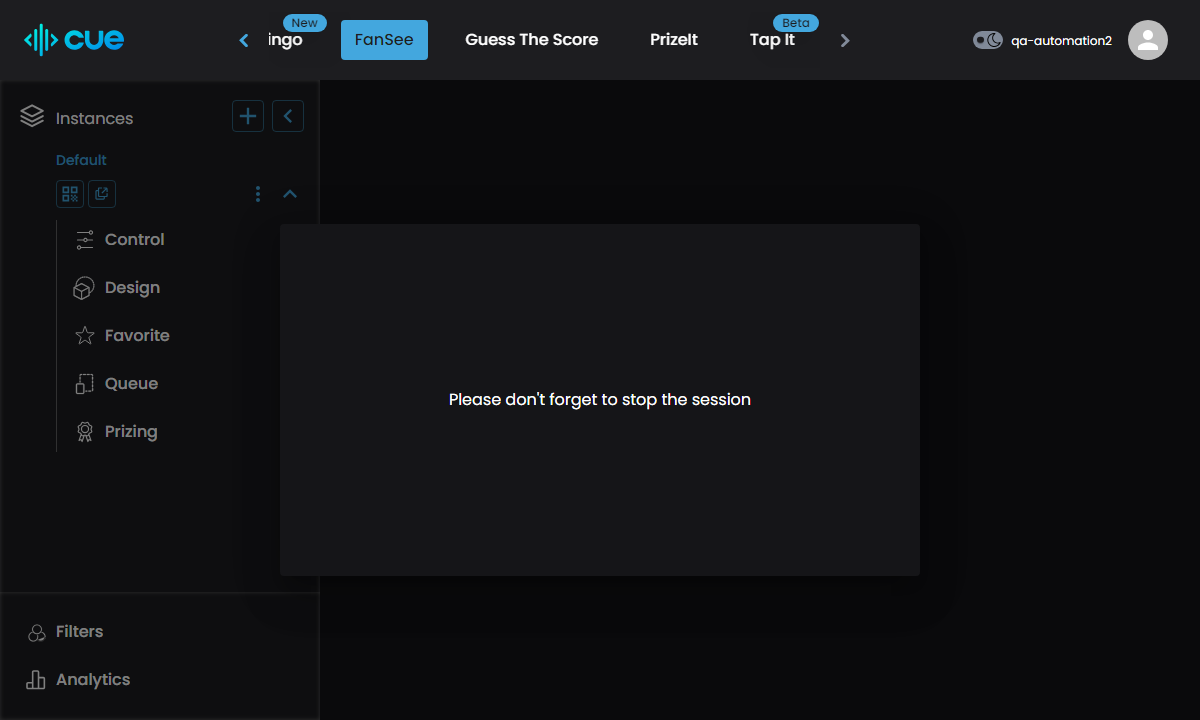 cue
New
ingo
FanSee
Guess The Score
PrizeIt
Beta
Tap It
qa-automation2
Instances
Default
Control
Design
Favorite
Queue
Prizing
Please don't forget to stop the session
Filters
Analytics